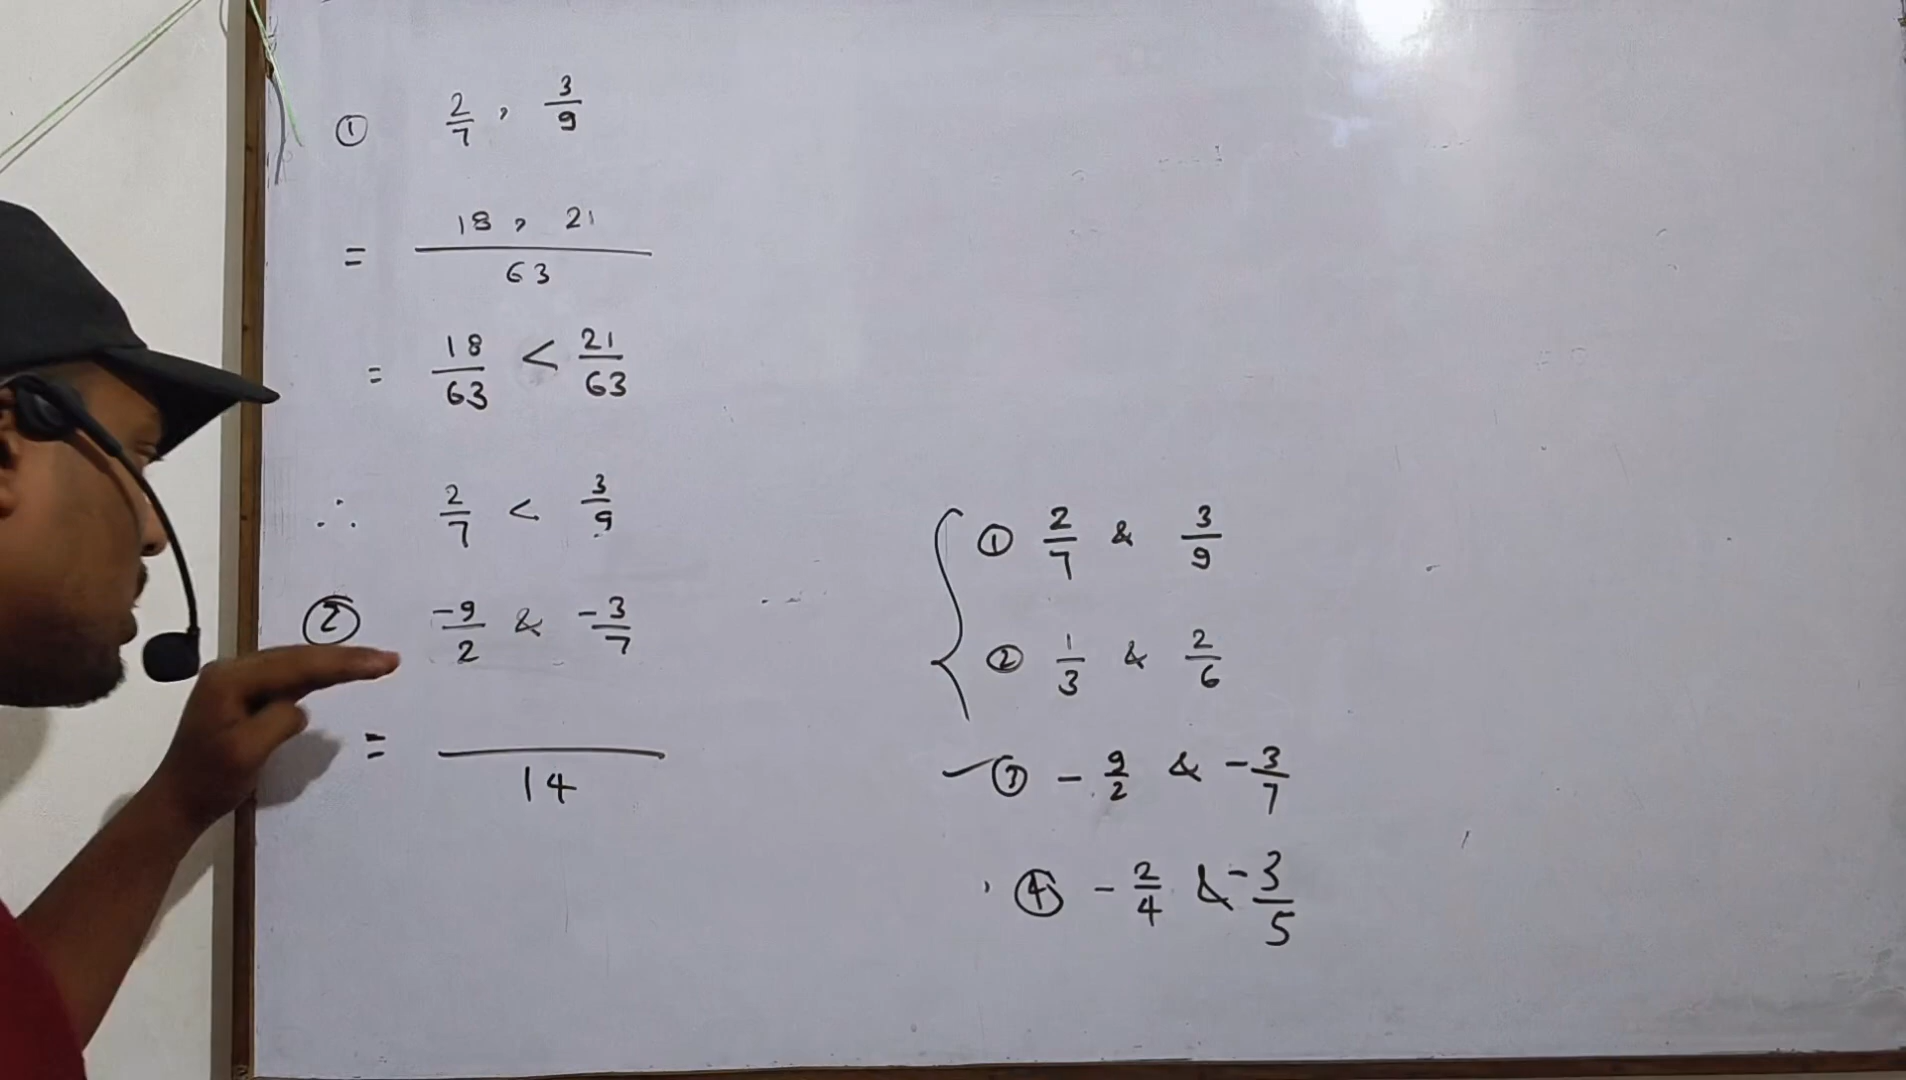 ① 2/7 , 3/9
= 18 , 21 / 63
= 18/63 < 21/63
∴ 2/7 < 3/9
② -9/2 & -3/7
= /14
① 2/7 & 3/9
② 1/3 & 2/6
③ - 9/2 & -3/7
④ - 2/4 & -3/5